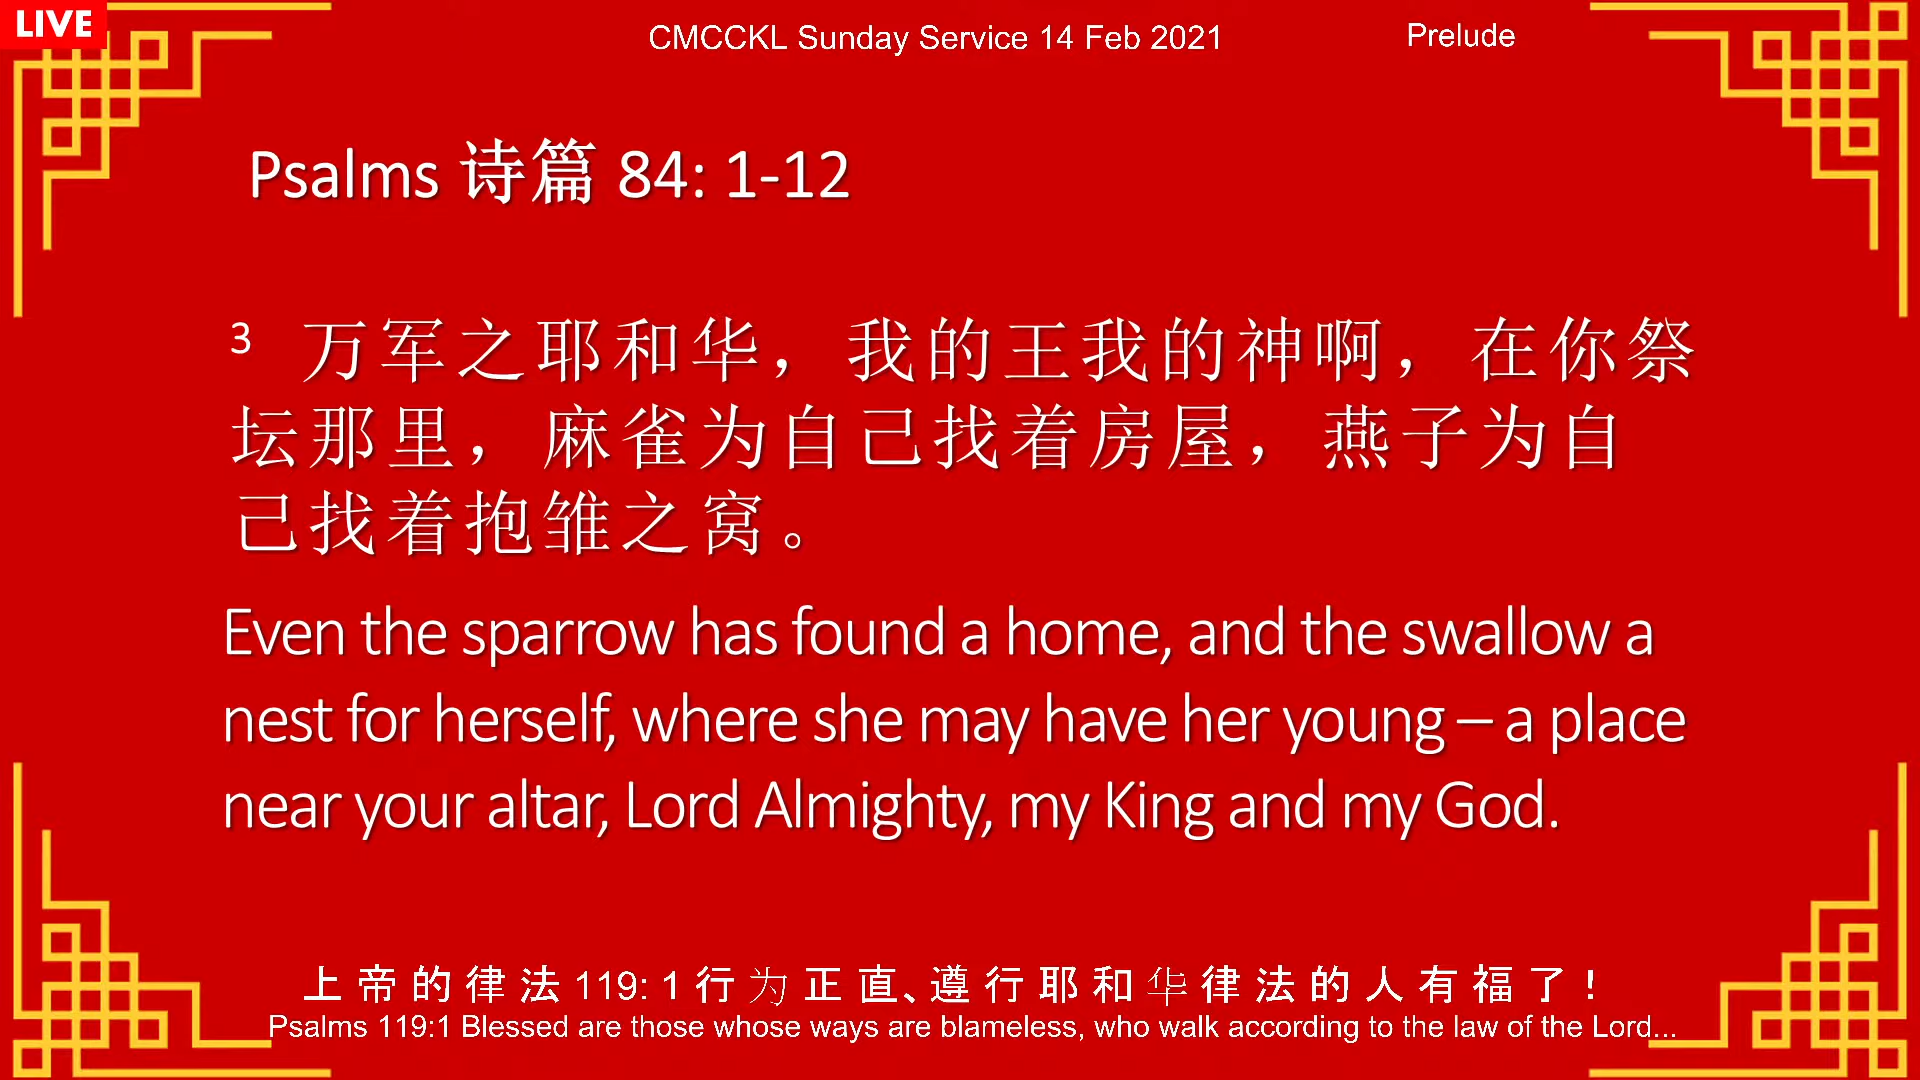 LIVE
CMCCKL Sunday Service 14 Feb 2021
Prelude
Psalms 诗篇 84: 1-12
3 万军之耶和华，我的王我的神啊，在你祭
坛那里，麻雀为自己找着房屋，燕子为自
己找着抱雏之窝。
Even the sparrow has found a home, and the swallow a
nest for herself, where she may have her young – a place
near your altar, Lord Almighty, my King and my God.
上帝的律法 119: 1 行为正直、遵行耶和华律法的人有福了！
Psalms 119:1 Blessed are those whose ways are blameless, who walk according to the law of the Lord...